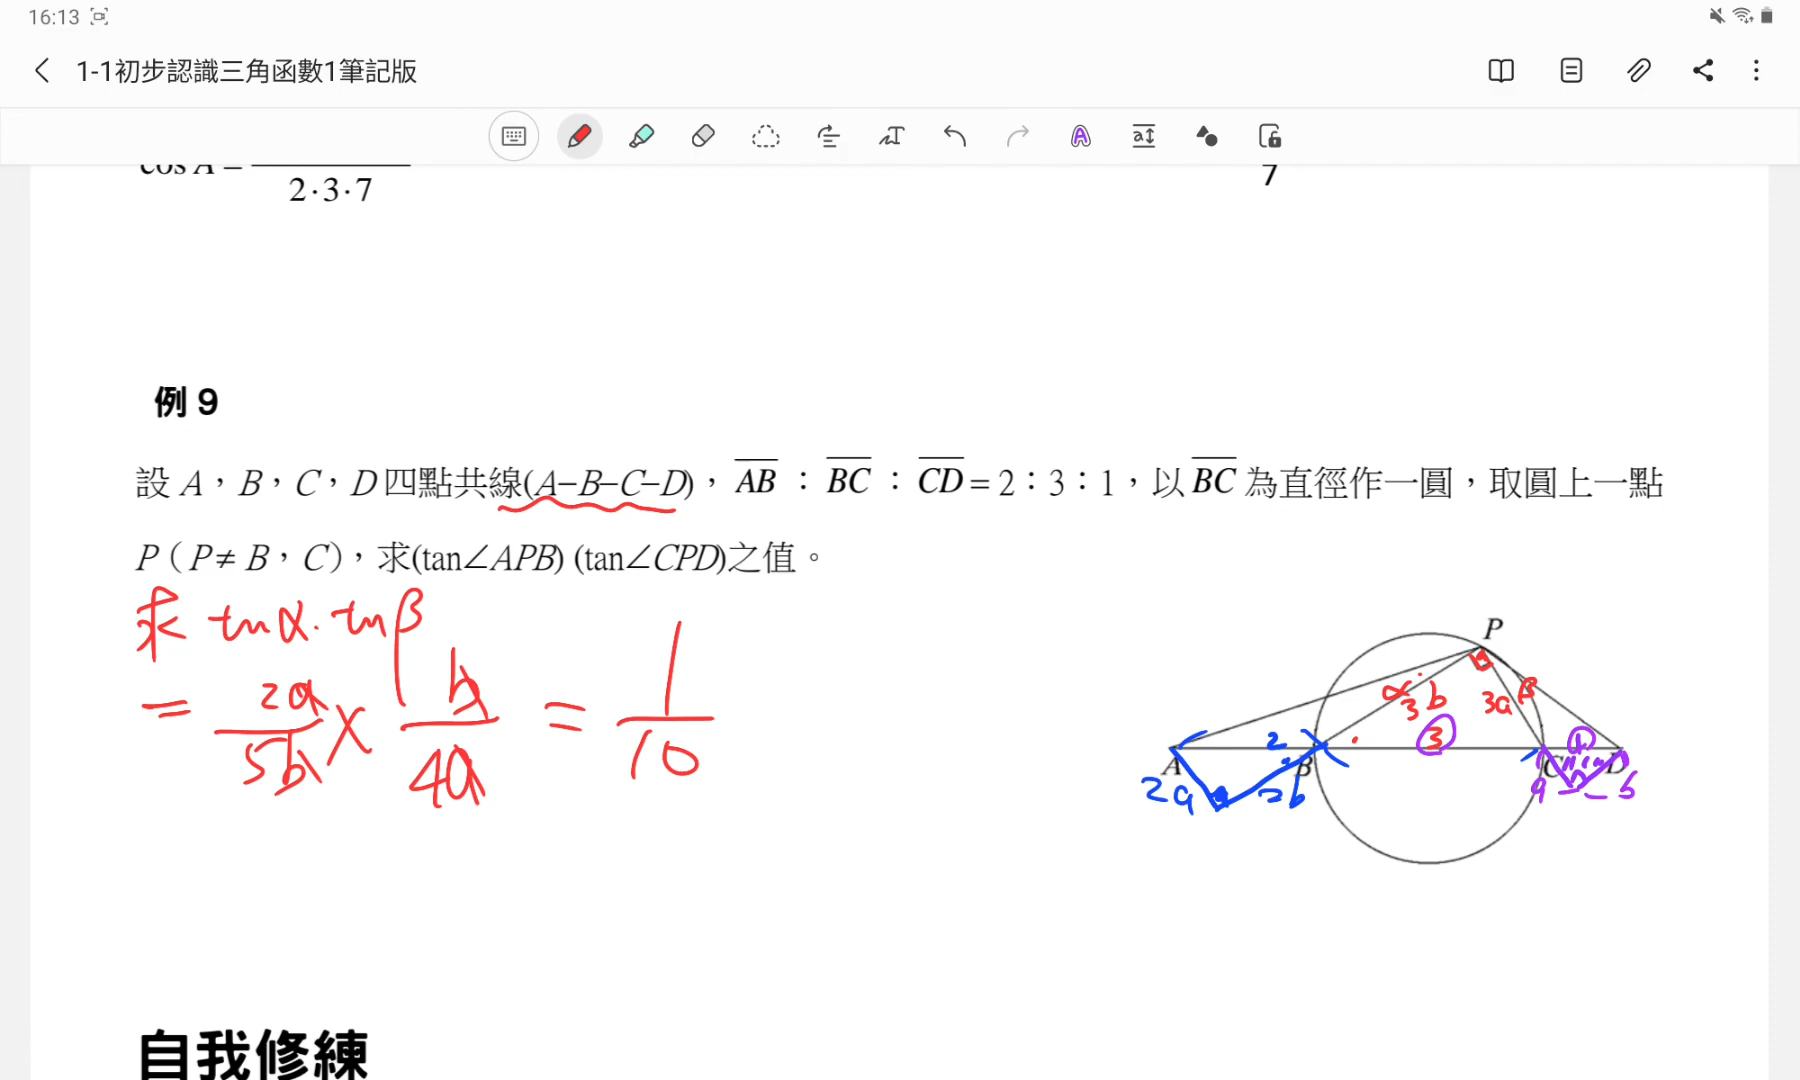 16:13
1-1初步認識三角函數1筆記版
cos A =
2·3·7
7
例 9
設 A，B，C，D 四點共線(A−B−C−D)，AB：BC：CD = 2：3：1，以 BC 為直徑作一圓，取圓上一點
P（P≠ B，C），求(tan∠APB) (tan∠CPD)之值。
求 tanα · tanβ
= 2a/5b × b/4a = 1/10
P
α 3b 3a β
2 3 1
A B C D
2a 2b a b
自我修練